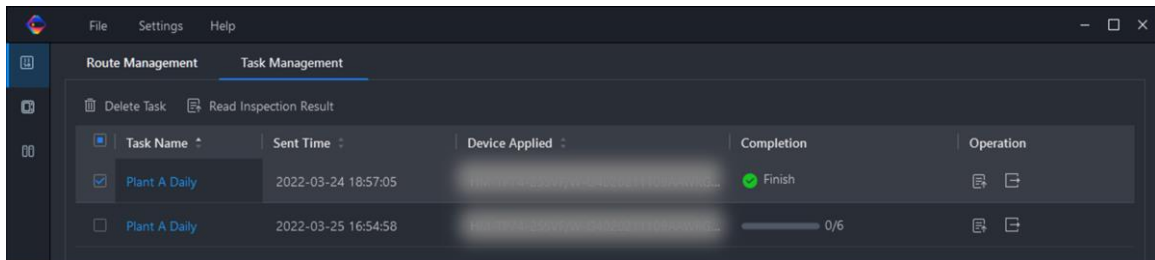 File Settings Help
Route Management Task Management
Delete Task Read Inspection Result
Task Name Sent Time Device Applied Completion Operation
Plant A Daily 2022-03-24 18:57:05 Finish
Plant A Daily 2022-03-25 16:54:58 0/6